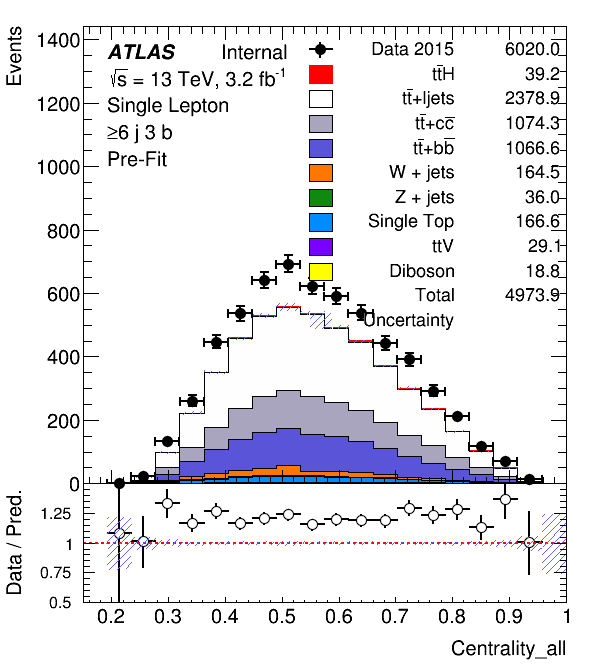 Events
1400
1200
1000
800
600
400
200
0
ATLAS Internal
√s = 13 TeV, 3.2 fb⁻¹
Single Lepton
≥6 j 3 b
Pre-Fit
Data 2015 6020.0
tt̄H 39.2
tt̄+ljets 2378.9
tt̄+cc̄ 1074.3
tt̄+bb̄ 1066.6
W + jets 164.5
Z + jets 36.0
Single Top 166.6
ttV 29.1
Diboson 18.8
Total 4973.9
Uncertainty
Data / Pred.
1.25
1
0.75
0.5
0.2 0.3 0.4 0.5 0.6 0.7 0.8 0.9 1
Centrality_all